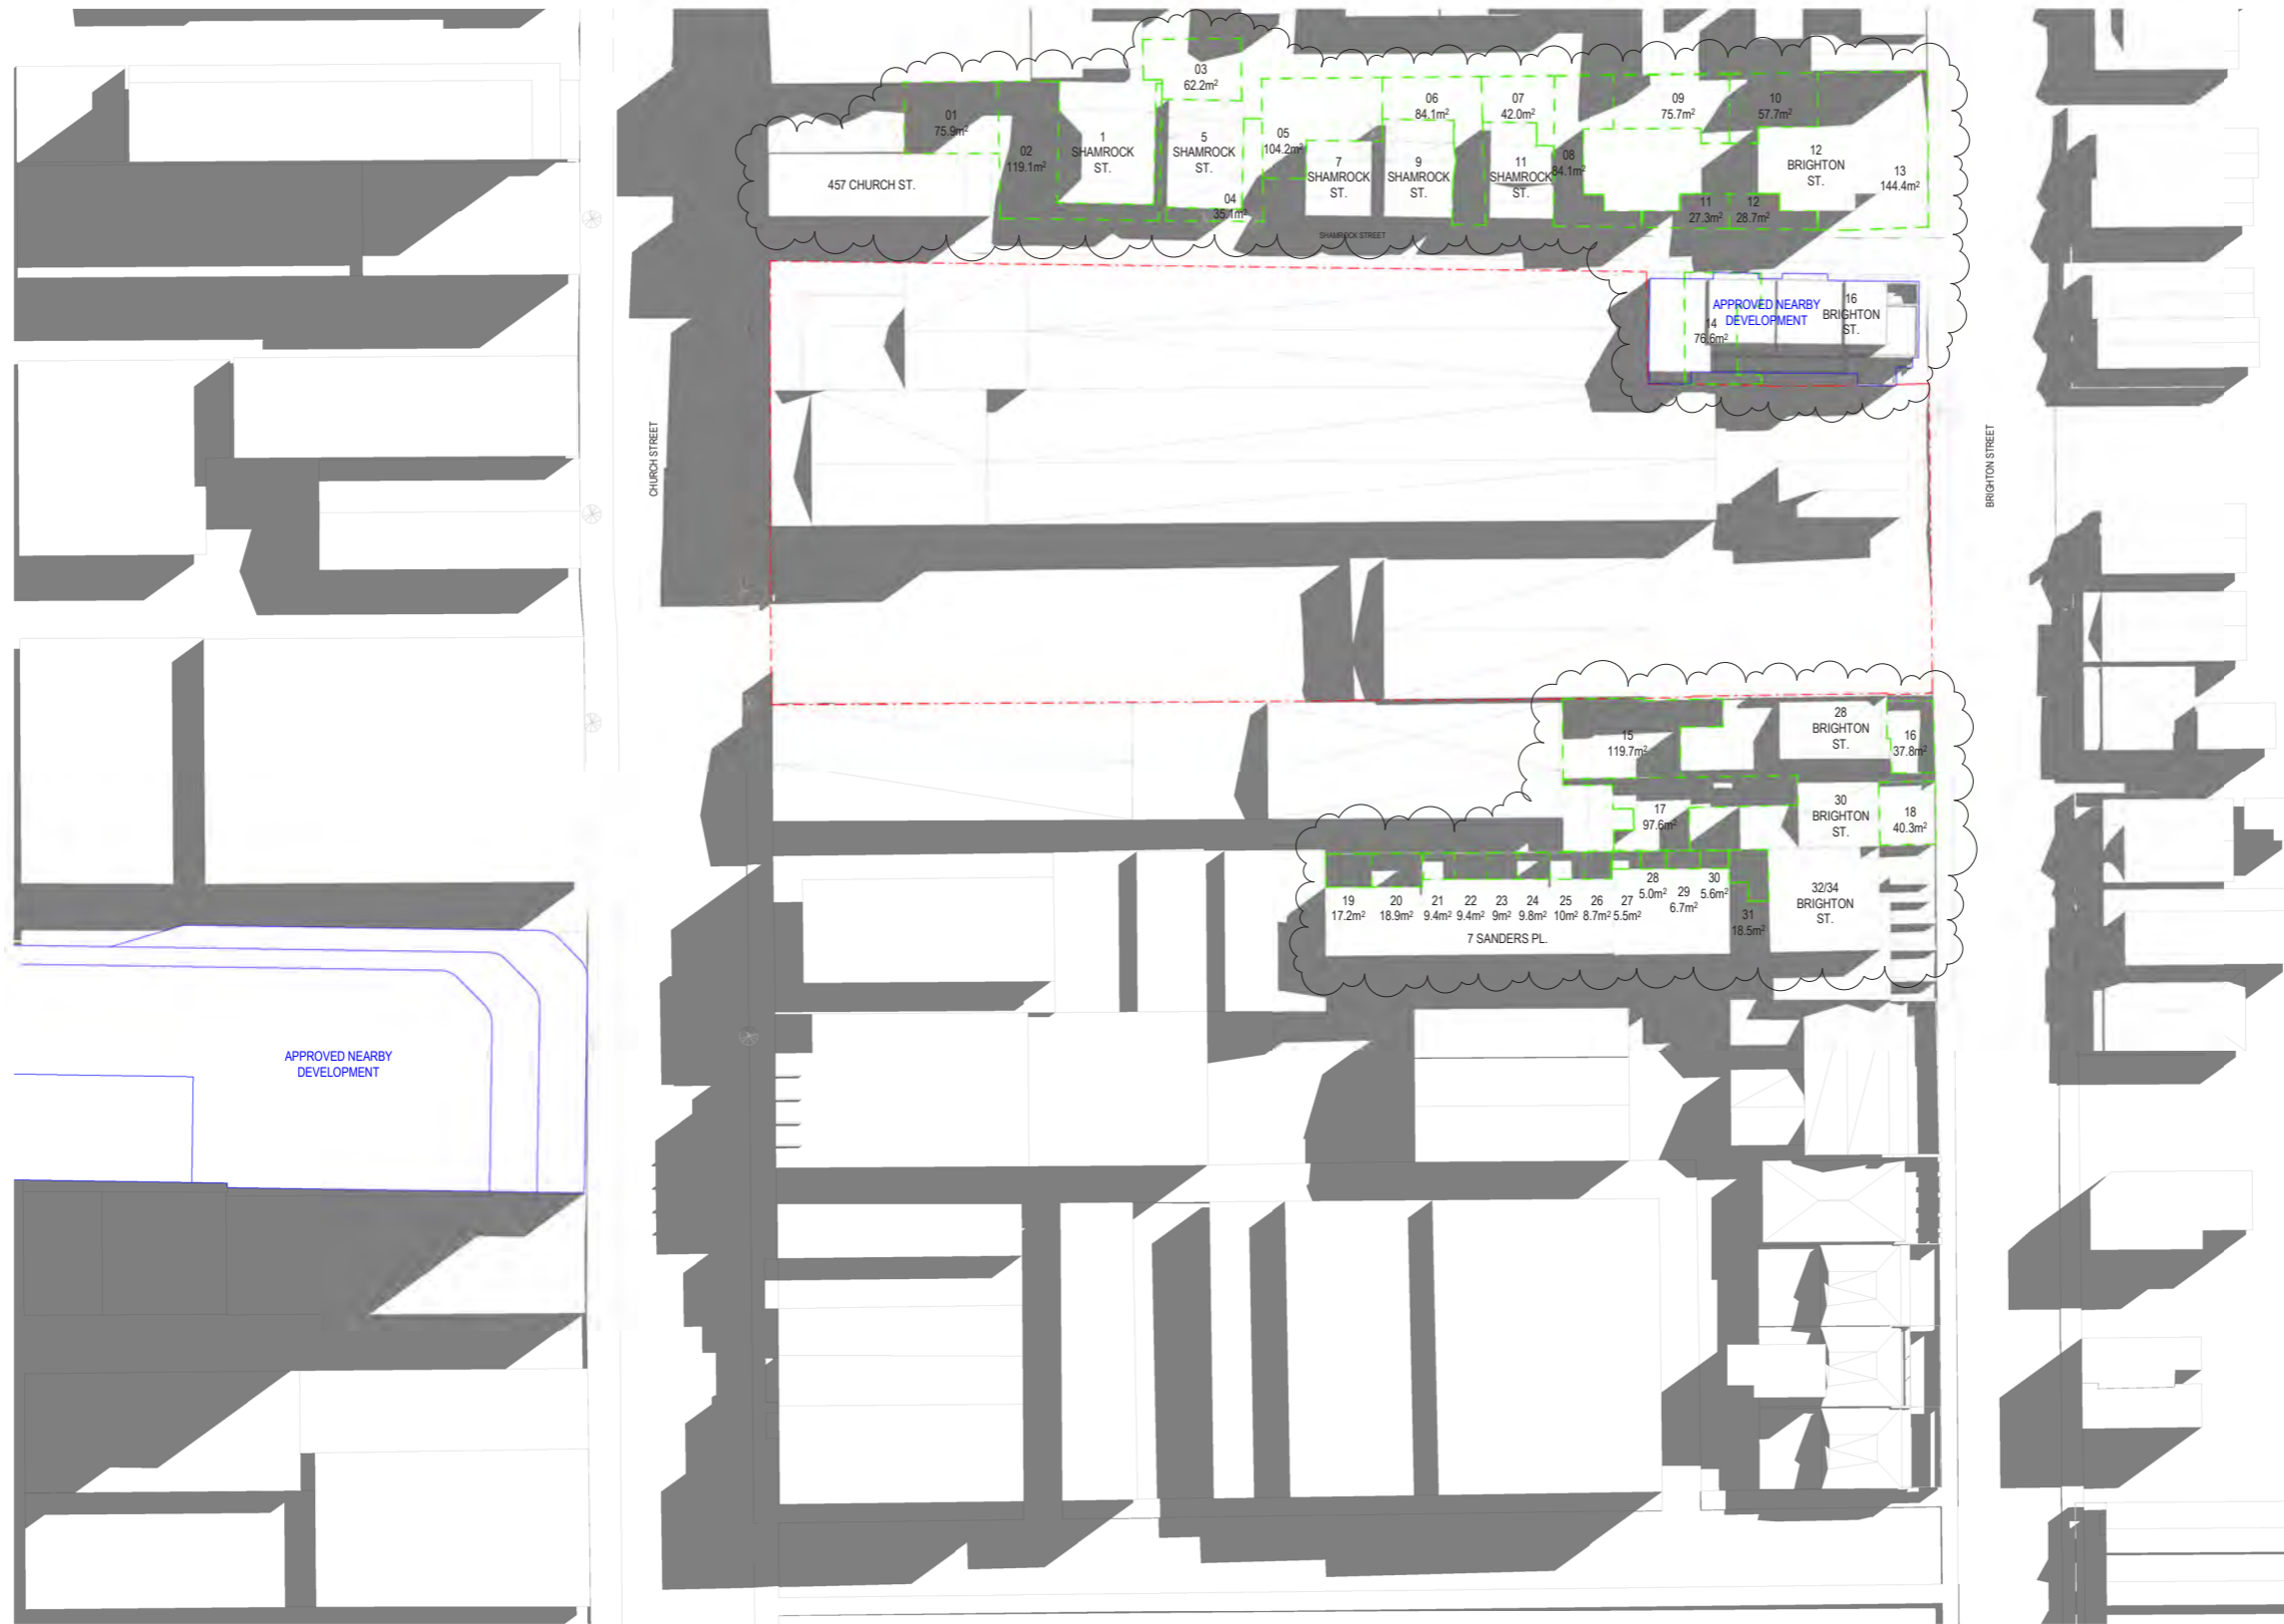 03
62.2m²
01
75.9m²
02
119.1m²
1
SHAMROCK
ST.
5
SHAMROCK
ST.
04
35.1m²
05
104.2m²
06
84.1m²
07
42.0m²
7
SHAMROCK
ST.
9
SHAMROCK
ST.
11
SHAMROCK
ST.
08
84.1m²
09
75.7m²
10
57.7m²
12
BRIGHTON
ST.
13
144.4m²
11
27.3m²
12
28.7m²
457 CHURCH ST.
SHAMROCK STREET
APPROVED NEARBY
DEVELOPMENT
14
76.6m²
16
BRIGHTON
ST.
CHURCH STREET
BRIGHTON STREET
15
119.7m²
28
BRIGHTON
ST.
16
37.8m²
17
97.6m²
30
BRIGHTON
ST.
18
40.3m²
19
17.2m²
20
18.9m²
21
9.4m²
22
9.4m²
23
9m²
24
9.8m²
25
10m²
26
8.7m²
27
5.5m²
28
5.0m²
29
6.7m²
30
5.6m²
31
18.5m²
32/34
BRIGHTON
ST.
7 SANDERS PL.
APPROVED NEARBY
DEVELOPMENT